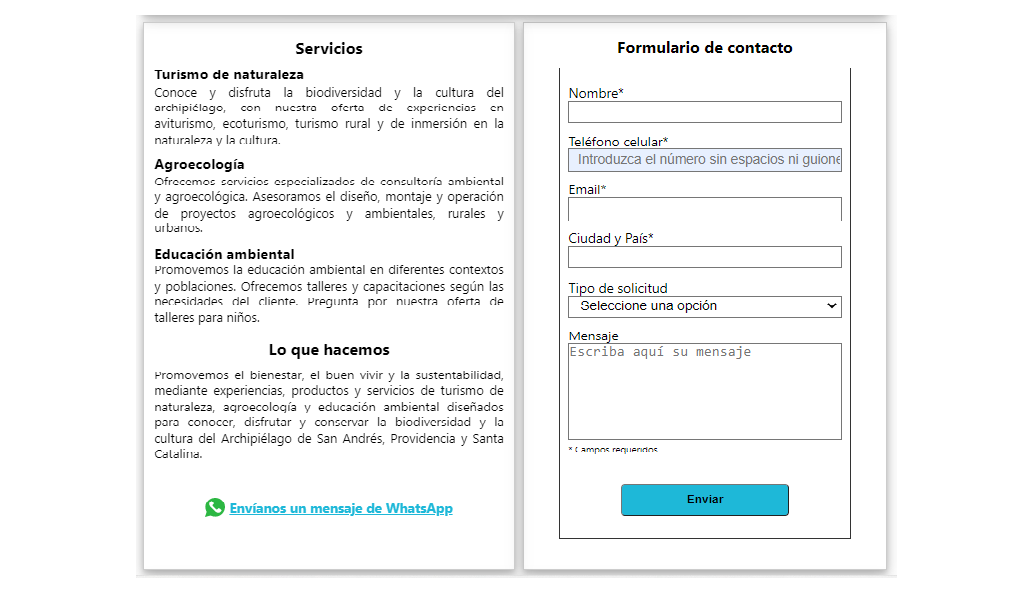 Servicios
Turismo de naturaleza
Conoce y disfruta la biodiversidad y la cultura del
archipiélago, con nuestra oferta de experiencias en
aviturismo, ecoturismo, turismo rural y de inmersión en la
naturaleza y la cultura.
Agroecología
Ofrecemos servicios especializados de consultoría ambiental
y agroecológica. Asesoramos el diseño, montaje y operación
de proyectos agroecológicos y ambientales, rurales y
urbanos.
Educación ambiental
Promovemos la educación ambiental en diferentes contextos
y poblaciones. Ofrecemos talleres y capacitaciones según las
necesidades del cliente. Pregunta por nuestra oferta de
talleres para niños.
Lo que hacemos
Promovemos el bienestar, el buen vivir y la sustentabilidad,
mediante experiencias, productos y servicios de turismo de
naturaleza, agroecología y educación ambiental diseñados
para conocer, disfrutar y conservar la biodiversidad y la
cultura del Archipiélago de San Andrés, Providencia y Santa
Catalina.
Envíanos un mensaje de WhatsApp
Formulario de contacto
Nombre*
Teléfono celular*
Introduzca el número sin espacios ni guione
Email*
Ciudad y País*
Tipo de solicitud
Seleccione una opción
Mensaje
Escriba aquí su mensaje
* Campos requeridos
Enviar